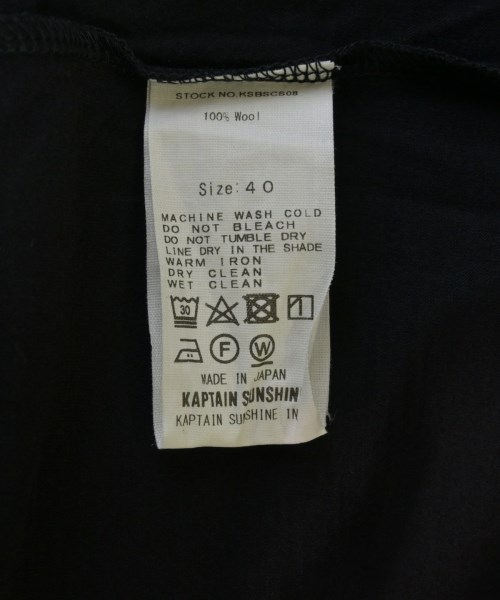 STOCK NO.KSB6CS08
100% Wool
Size:40
MACHINE WASH COLD
DO NOT BLEACH
DO NOT TUMBLE DRY
LINE DRY IN THE SHADE
WARM IRON
DRY CLEAN
WET CLEAN
30
F W
MADE IN JAPAN
KAPTAIN SUNSHIN
KAPTAIN SUNSHINE IN